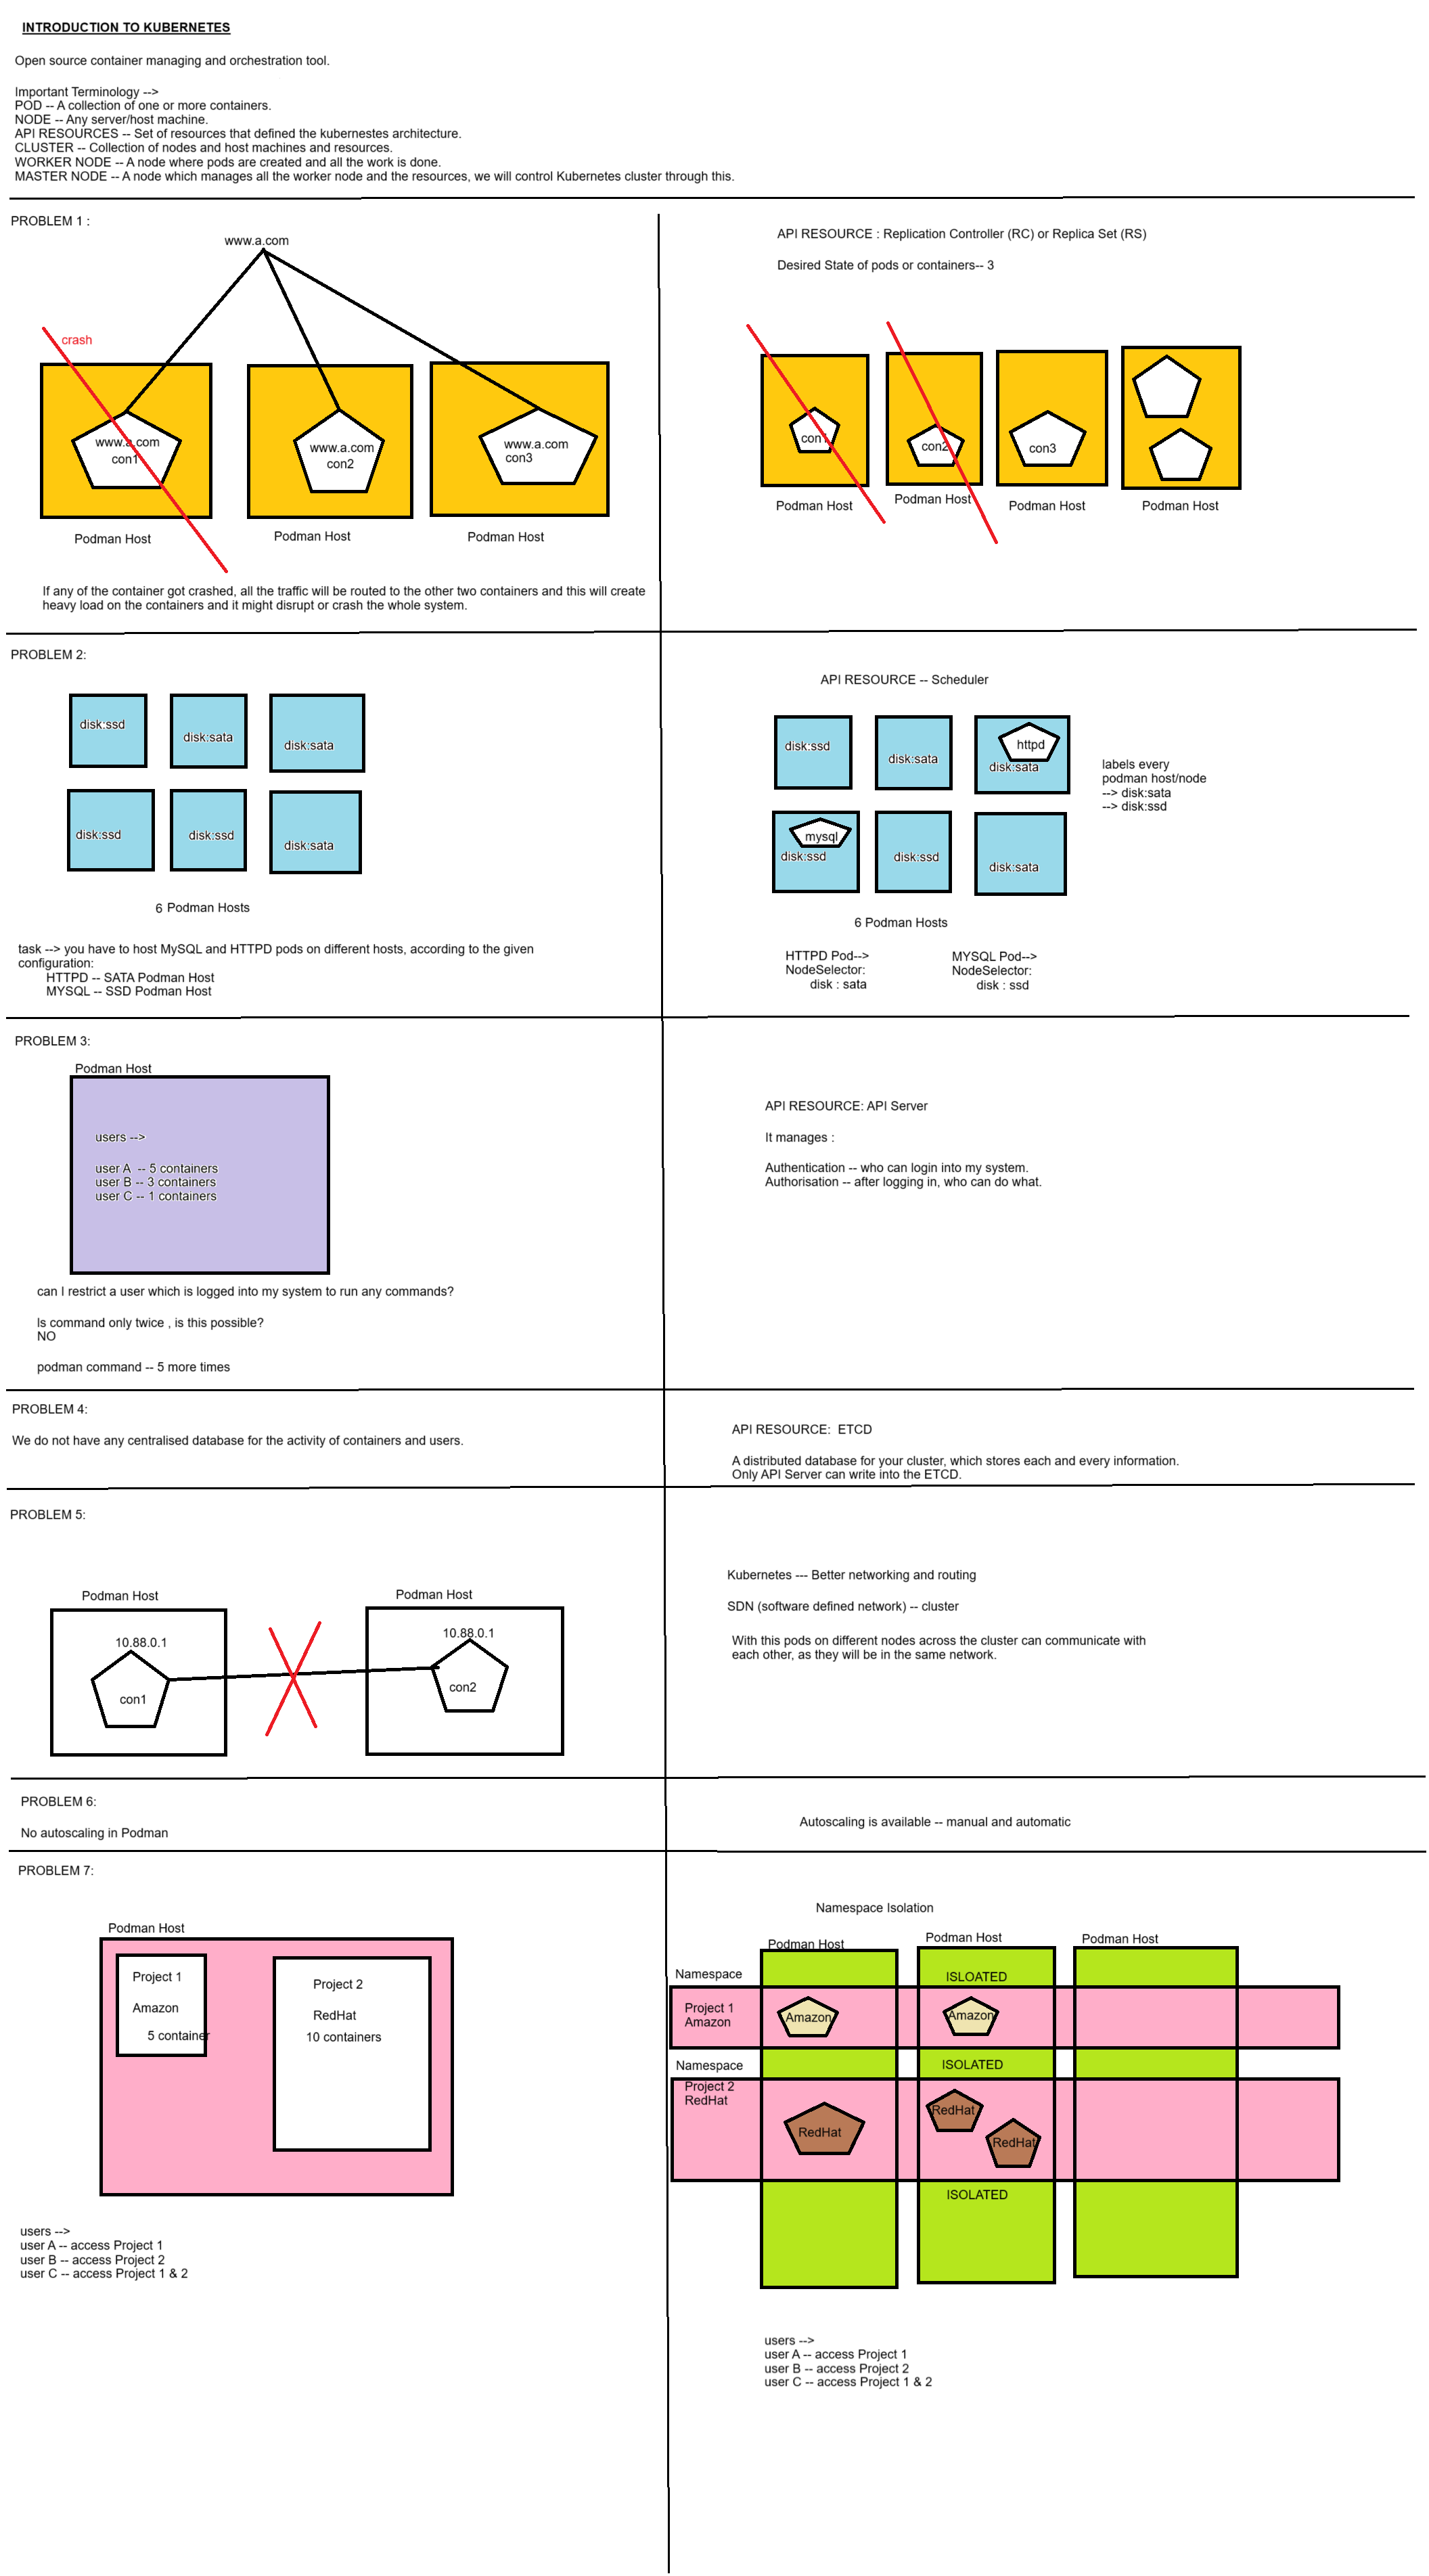 INTRODUCTION TO KUBERNETES
Open source container managing and orchestration tool.
Important Terminology -->
POD -- A collection of one or more containers.
NODE -- Any server/host machine.
API RESOURCES -- Set of resources that defined the kubernestes architecture.
CLUSTER -- Collection of nodes and host machines and resources.
WORKER NODE -- A node where pods are created and all the work is done.
MASTER NODE -- A node which manages all the worker node and the resources, we will control Kubernetes cluster through this.
PROBLEM 1 :
www.a.com
crash
www.a.com
con1
www.a.com
con2
www.a.com
con3
Podman Host
Podman Host
Podman Host
If any of the container got crashed, all the traffic will be routed to the other two containers and this will create
heavy load on the containers and it might disrupt or crash the whole system.
API RESOURCE : Replication Controller (RC) or Replica Set (RS)
Desired State of pods or containers-- 3
con1
con2
con3
Podman Host
Podman Host
Podman Host
Podman Host
PROBLEM 2:
disk:ssd
disk:sata
disk:sata
disk:ssd
disk:ssd
disk:sata
6 Podman Hosts
task --> you have to host MySQL and HTTPD pods on different hosts, according to the given
configuration:
HTTPD -- SATA Podman Host
MYSQL -- SSD Podman Host
API RESOURCE -- Scheduler
disk:ssd
disk:sata
httpd
disk:sata
labels every
podman host/node
--> disk:sata
--> disk:ssd
mysql
disk:ssd
disk:ssd
disk:sata
6 Podman Hosts
HTTPD Pod-->
NodeSelector:
disk : sata
MYSQL Pod-->
NodeSelector:
disk : ssd
PROBLEM 3:
Podman Host
users -->
user A -- 5 containers
user B -- 3 containers
user C -- 1 containers
can I restrict a user which is logged into my system to run any commands?
ls command only twice , is this possible?
NO
podman command -- 5 more times
API RESOURCE: API Server
It manages :
Authentication -- who can login into my system.
Authorisation -- after logging in, who can do what.
PROBLEM 4:
We do not have any centralised database for the activity of containers and users.
API RESOURCE: ETCD
A distributed database for your cluster, which stores each and every information.
Only API Server can write into the ETCD.
PROBLEM 5:
Podman Host
Podman Host
10.88.0.1
10.88.0.1
con1
con2
Kubernetes --- Better networking and routing
SDN (software defined network) -- cluster
With this pods on different nodes across the cluster can communicate with
each other, as they will be in the same network.
PROBLEM 6:
No autoscaling in Podman
Autoscaling is available -- manual and automatic
PROBLEM 7:
Podman Host
Project 1
Amazon
5 container
Project 2
RedHat
10 containers
users -->
user A -- access Project 1
user B -- access Project 2
user C -- access Project 1 & 2
Namespace Isolation
Podman Host
Podman Host
Podman Host
Namespace
ISLOATED
Project 1
Amazon
Amazon
Amazon
Namespace
ISOLATED
Project 2
RedHat
RedHat
RedHat
RedHat
ISOLATED
users -->
user A -- access Project 1
user B -- access Project 2
user C -- access Project 1 & 2